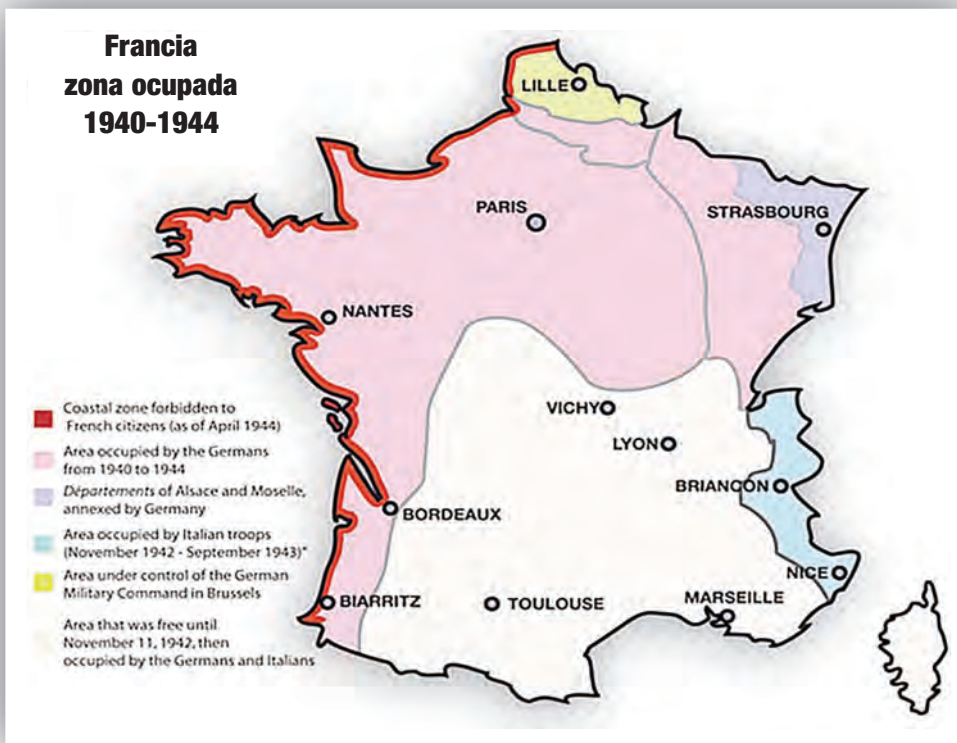 Francia
zona ocupada
1940-1944
LILLE
PARIS
STRASBOURG
NANTES
VICHY
LYON
BRIANCON
BORDEAUX
NICE
BIARRITZ
TOULOUSE
MARSEILLE
Coastal zone forbidden to
French citizens (as of April 1944)
Area occupied by the Germans
from 1940 to 1944
Départements of Alsace and Moselle,
annexed by Germany
Area occupied by Italian troops
(November 1942 - September 1943)*
Area under control of the German
Military Command in Brussels
Area that was free until
November 11, 1942, then
occupied by the Germans and Italians